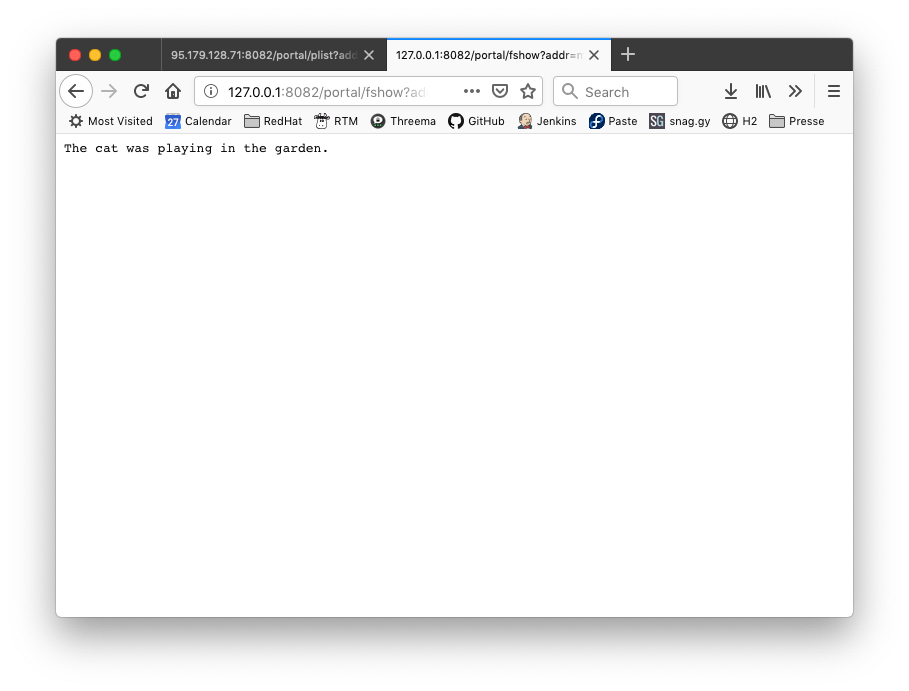 95.179.128.71:8082/portal/plist?add
127.0.0.1:8082/portal/fshow?addr=m
127.0.0.1:8082/portal/fshow?ad
Search
Most Visited 27 Calendar RedHat RTM Threema GitHub Jenkins Paste SG snag.gy H2 Presse
The cat was playing in the garden.